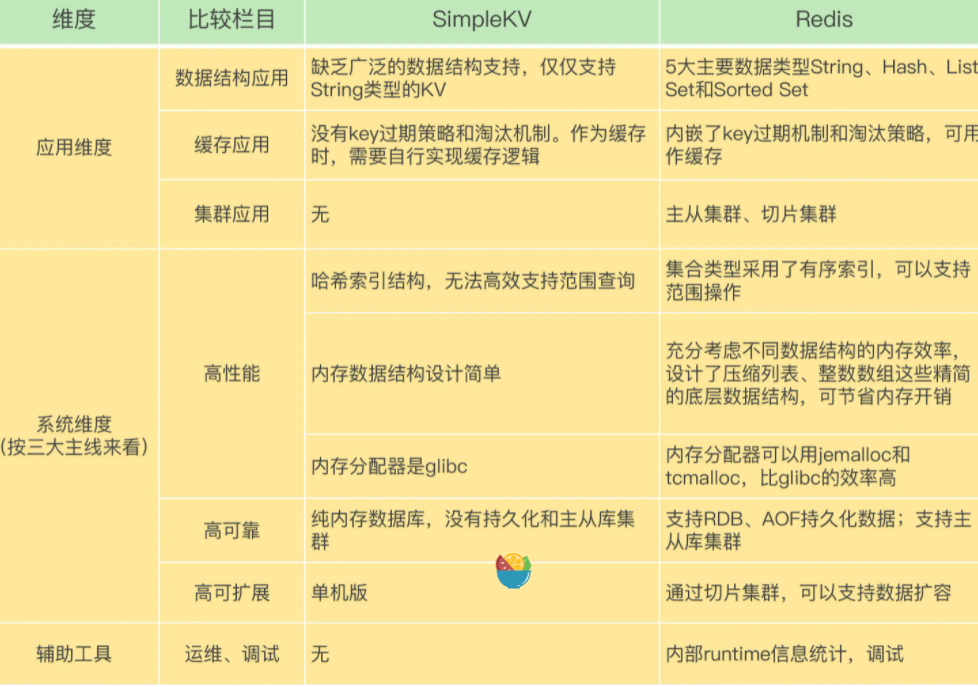 维度
比较栏目
SimpleKV
Redis
应用维度
数据结构应用
缺乏广泛的数据结构支持，仅仅支持
String类型的KV
5大主要数据类型String、Hash、List
Set和Sorted Set
缓存应用
没有key过期策略和淘汰机制。作为缓存
时，需要自行实现缓存逻辑
内嵌了key过期机制和淘汰策略，可用
作缓存
集群应用
无
主从集群、切片集群
系统维度
(按三大主线来看)
高性能
哈希索引结构，无法高效支持范围查询
集合类型采用了有序索引，可以支持
范围操作
内存数据结构设计简单
充分考虑不同数据结构的内存效率，
设计了压缩列表、整数数组这些精简
的底层数据结构，可节省内存开销
内存分配器是glibc
内存分配器可以用jemalloc和
tcmalloc，比glibc的效率高
高可靠
纯内存数据库，没有持久化和主从库集
群
支持RDB、AOF持久化数据；支持主
从库集群
高可扩展
单机版
通过切片集群，可以支持数据扩容
辅助工具
运维、调试
无
内部runtime信息统计，调试